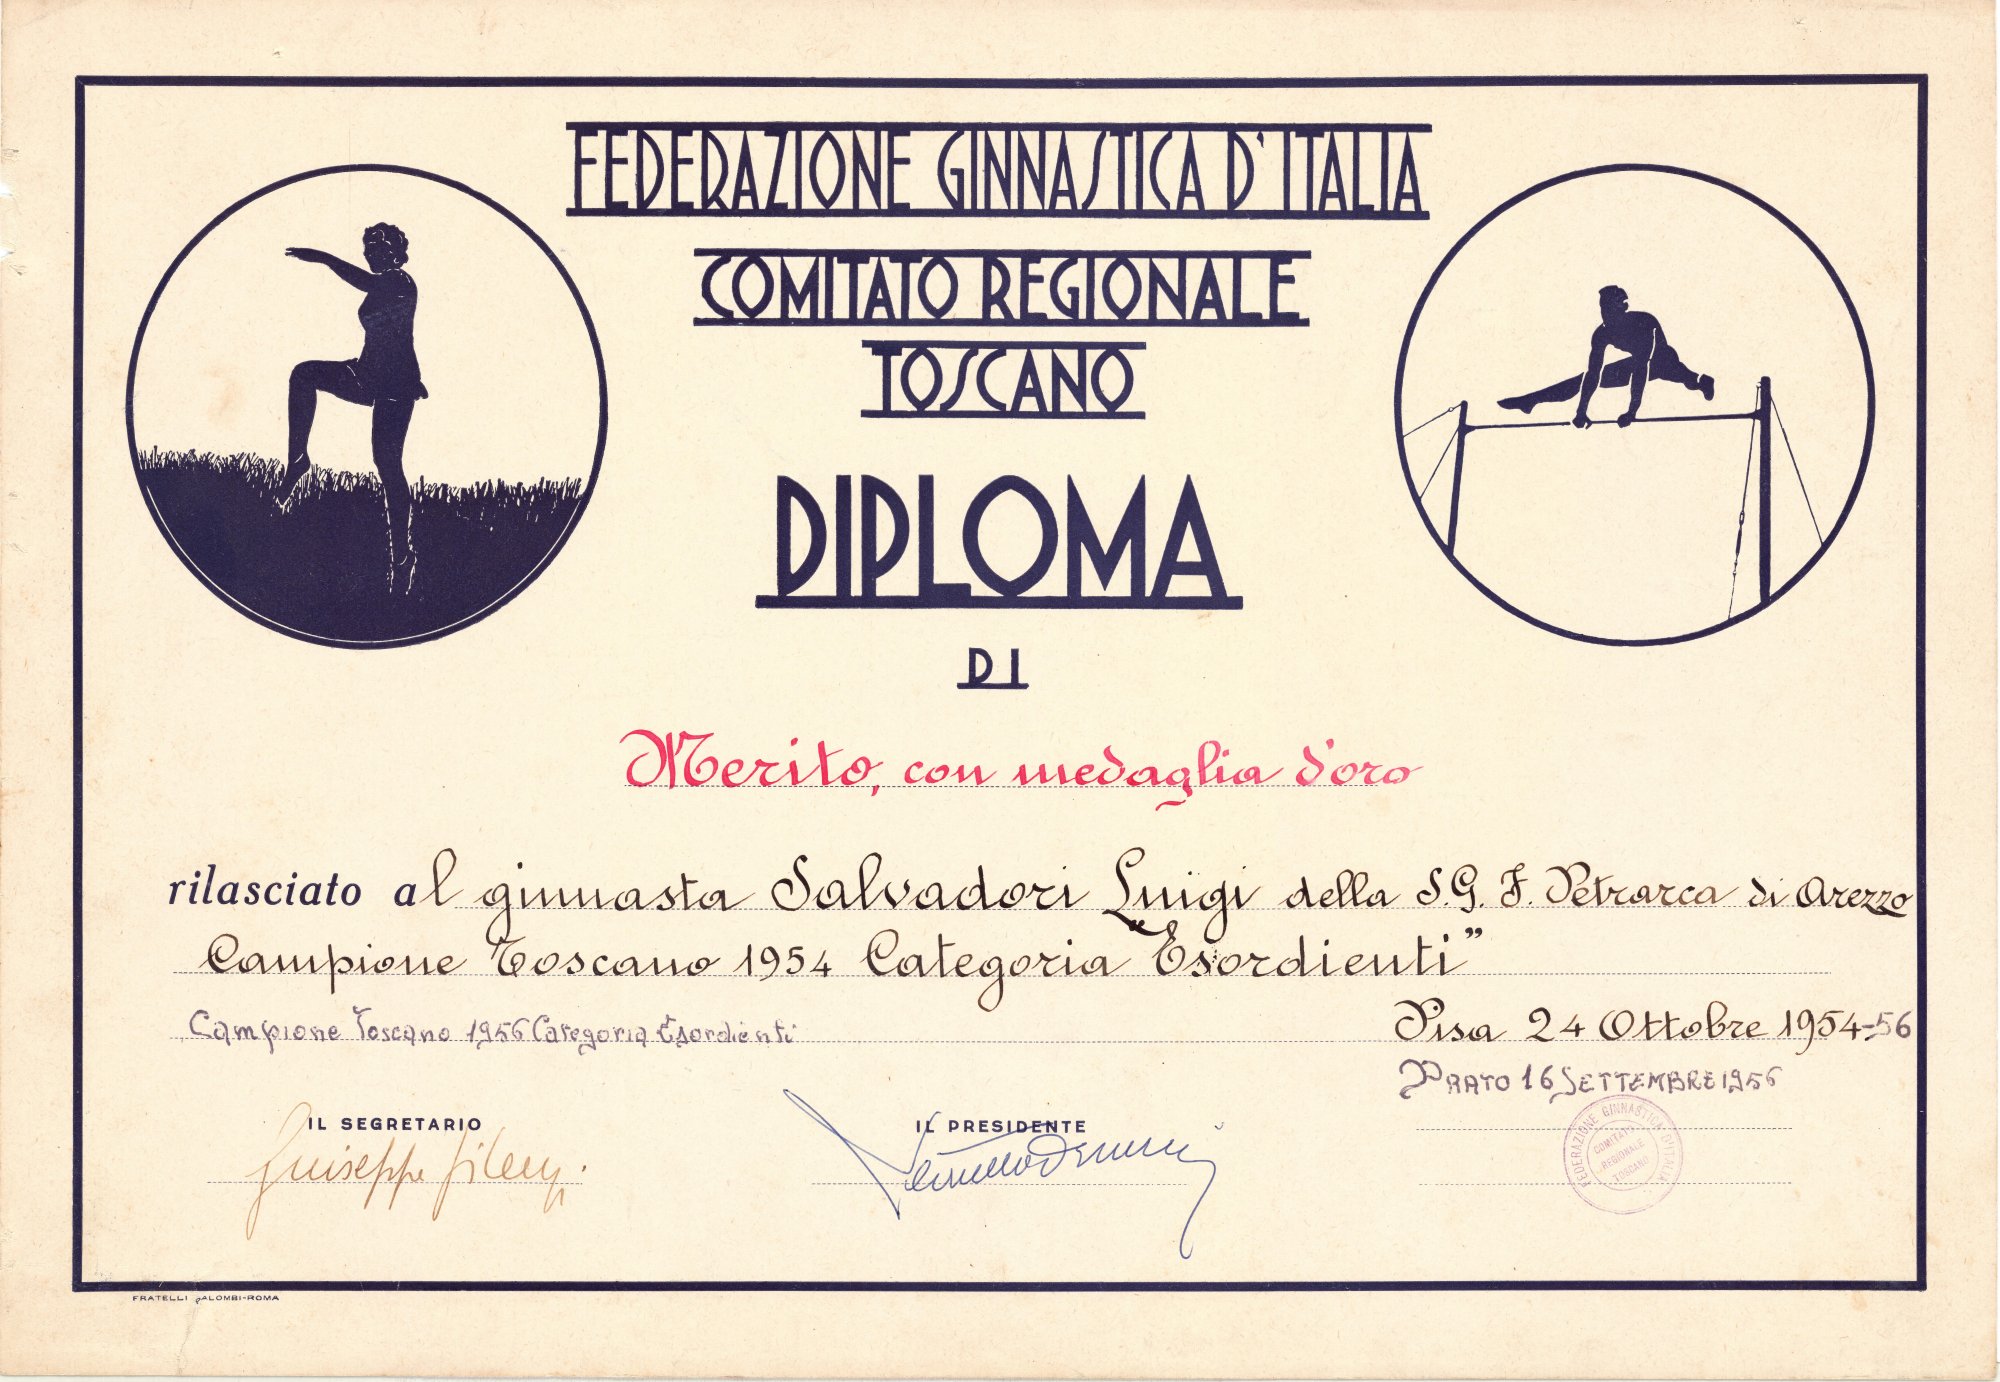 FEDERAZIONE GINNASTICA D'ITALIA
COMITATO REGIONALE
TOSCANO
DIPLOMA
DI
Merito, con medaglia d'oro
rilasciato al ginnasta Salvadori Luigi della S.G. F. Petrarca di Arezzo
Campione Toscano 1954 Categoria "Esordienti"
Campione Toscano 1956 Categoria Esordienti
Pisa 24 Ottobre 1954-56
PRATO 16 SETTEMBRE 1956
IL SEGRETARIO
Giuseppe
IL PRESIDENTE
FEDERAZIONE GINNASTICA D'ITALIA
COMITATO
REGIONALE
TOSCANO
FRATELLI PALOMBI-ROMA